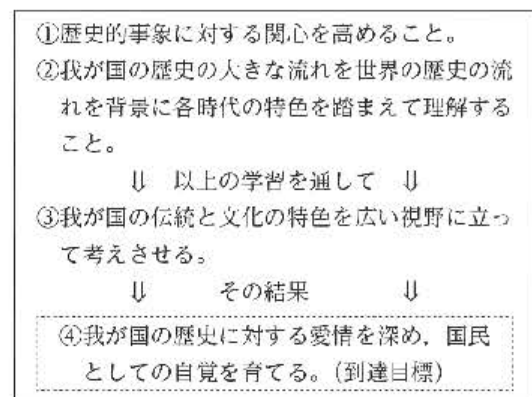 ①歴史的事象に対する関心を高めること。
②我が国の歴史の大きな流れを世界の歴史の流
れを背景に各時代の特色を踏まえて理解する
こと。
⇓ 以上の学習を通して ⇓
③我が国の伝統と文化の特色を広い視野に立っ
て考えさせる。
⇓ その結果 ⇓
④我が国の歴史に対する愛情を深め，国民
としての自覚を育てる。(到達目標)